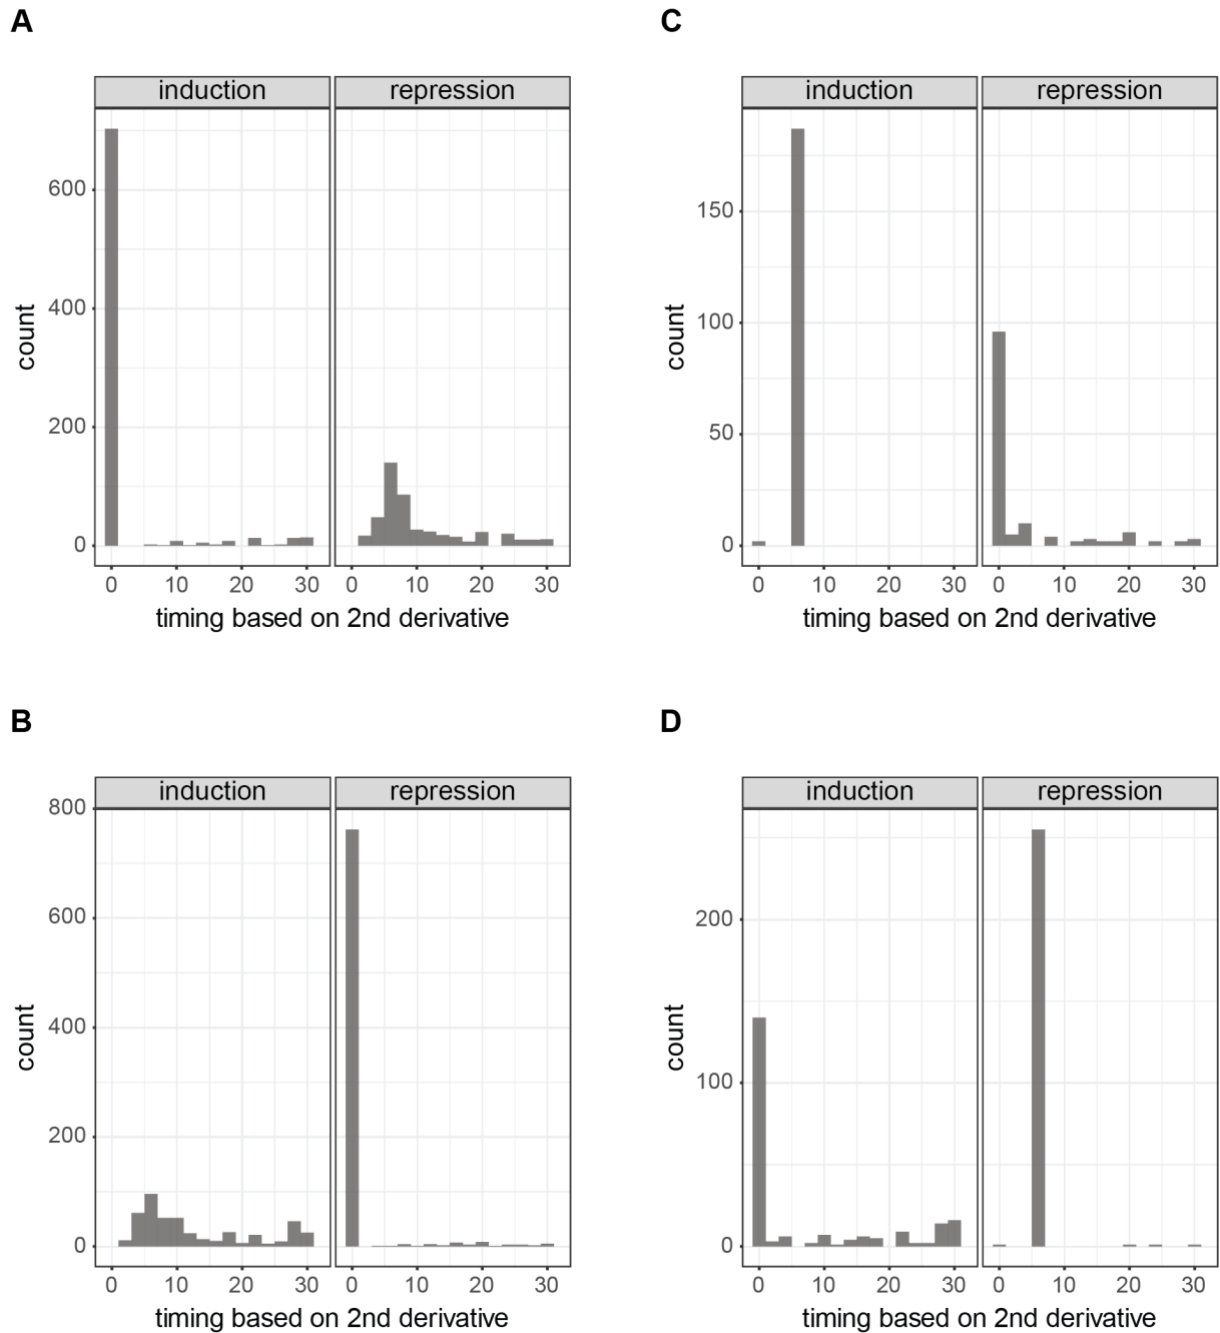 A
induction repression
600
400
200
0
count
0 10 20 30 0 10 20 30
timing based on 2nd derivative
C
induction repression
150
100
50
0
count
0 10 20 30 0 10 20 30
timing based on 2nd derivative
B
induction repression
800
600
400
200
0
count
0 10 20 30 0 10 20 30
timing based on 2nd derivative
D
induction repression
200
100
0
count
0 10 20 30 0 10 20 30
timing based on 2nd derivative